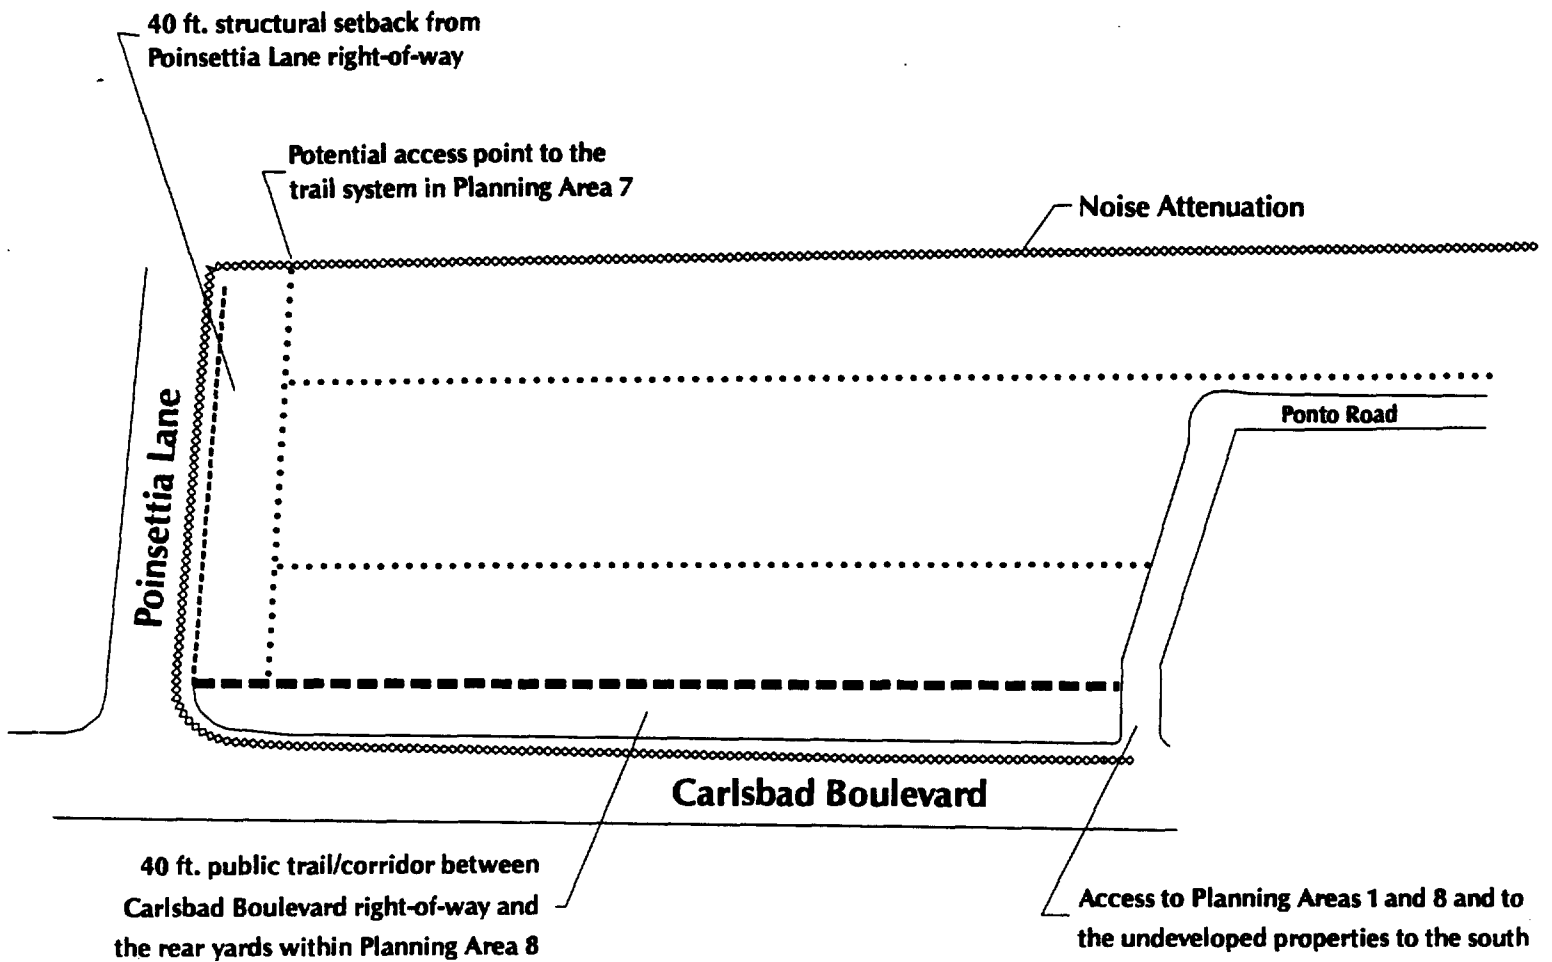 40 ft. structural setback from
Poinsettia Lane right-of-way
Potential access point to the
trail system in Planning Area 7
Noise Attenuation
Ponto Road
Poinsettia Lane
Carlsbad Boulevard
40 ft. public trail/corridor between
Carlsbad Boulevard right-of-way and
the rear yards within Planning Area 8
Access to Planning Areas 1 and 8 and to
the undeveloped properties to the south